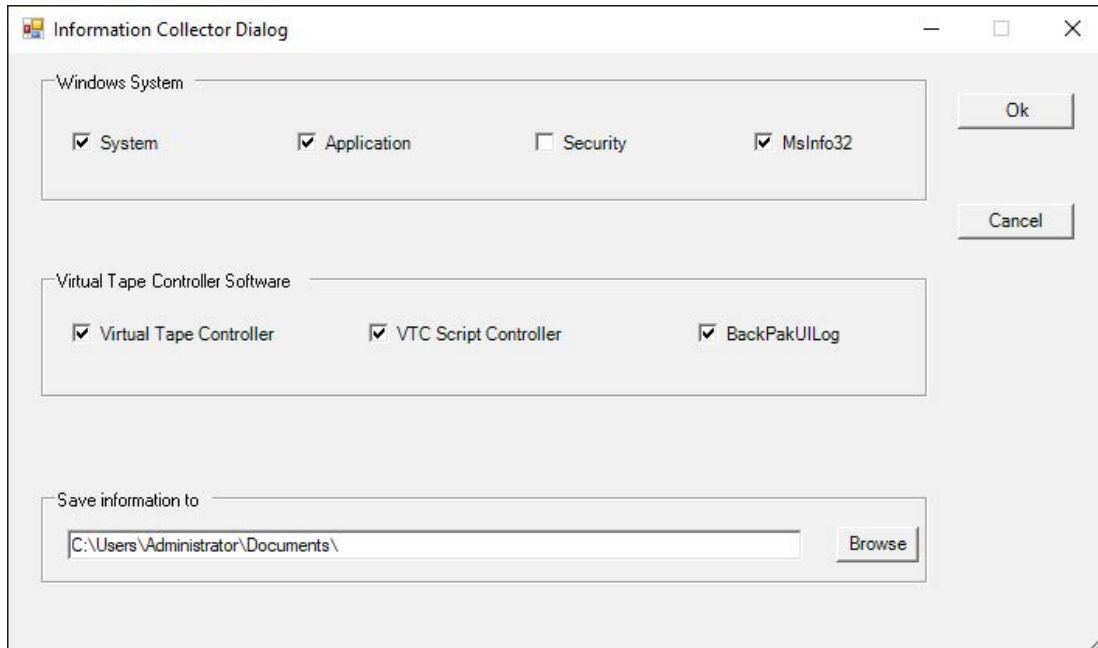 Information Collector Dialog
Windows System
System Application Security MsInfo32
Ok
Cancel
Virtual Tape Controller Software
Virtual Tape Controller VTC Script Controller BackPakUILog
Save information to
C:\Users\Administrator\Documents\ Browse